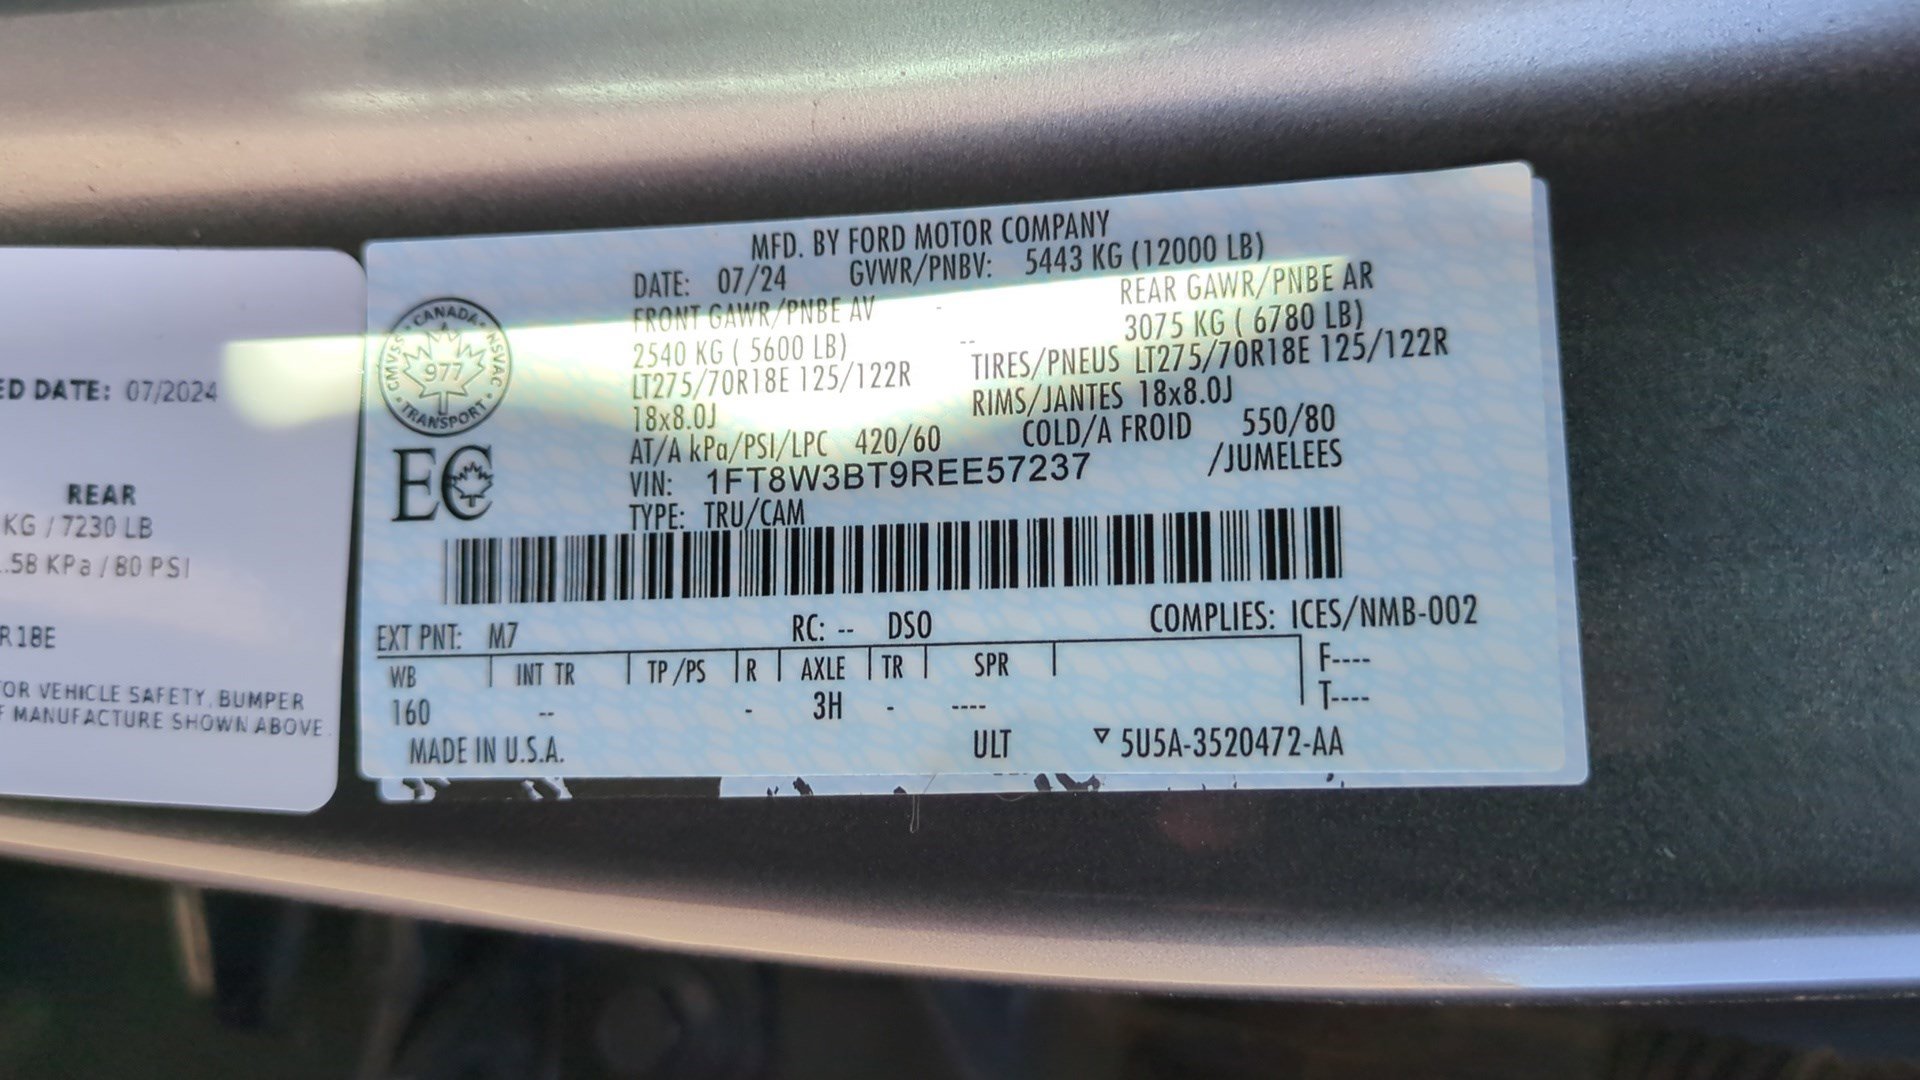 ED DATE: 07/2024
REAR
KG / 7230 LB
.58 KPa / 80 PSI
R18E
OR VEHICLE SAFETY, BUMPER
F MANUFACTURE SHOWN ABOVE
MFD. BY FORD MOTOR COMPANY
DATE: 07/24 GVWR/PNBV: 5443 KG (12000 LB)
FRONT GAWR/PNBE AV - REAR GAWR/PNBE AR
2540 KG ( 5600 LB) -- 3075 KG ( 6780 LB)
LT275/70R18E 125/122R TIRES/PNEUS LT275/70R18E 125/122R
18x8.0J RIMS/JANTES 18x8.0J
AT/A kPa/PSI/LPC 420/60 COLD/A FROID 550/80
VIN: 1FT8W3BT9REE57237 /JUMELEES
TYPE: TRU/CAM
CANADA
CMVSS NSVAC
977
TRANSPORT
EC
EXT PNT: M7 RC: -- DSO COMPLIES: ICES/NMB-002
WB INT TR TP/PS R AXLE TR SPR F----
160 -- - 3H - ---- T----
MADE IN U.S.A. ULT 5U5A-3520472-AA